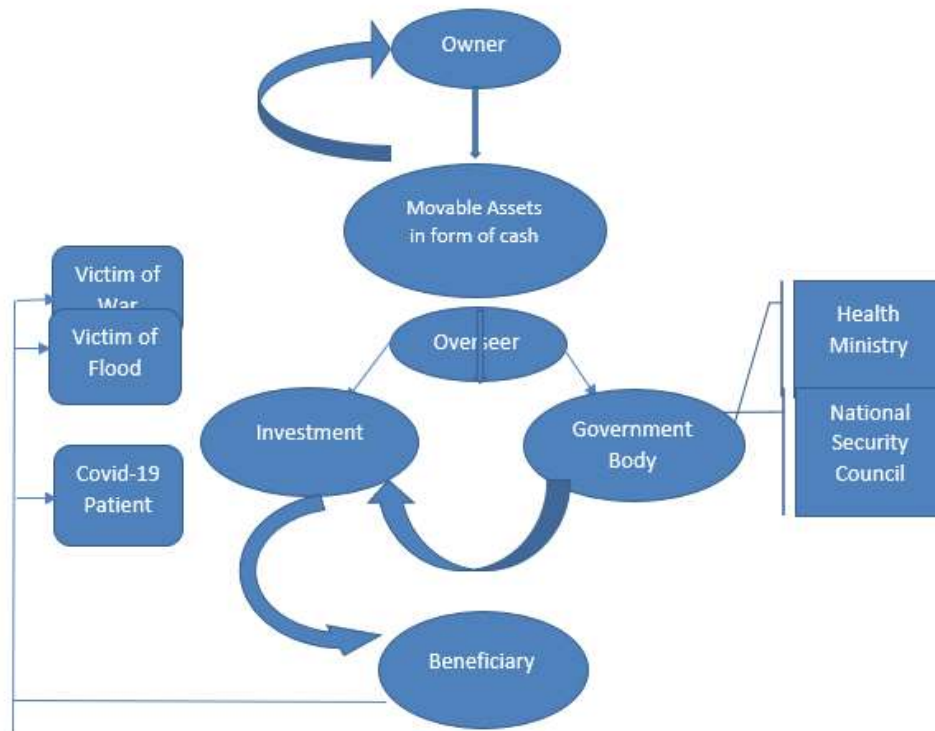 Owner
Movable Assets
in form of cash
Victim of
War
Victim of
Flood
Overseer
Health
Ministry
Investment
Government
Body
National
Security
Council
Covid-19
Patient
Beneficiary